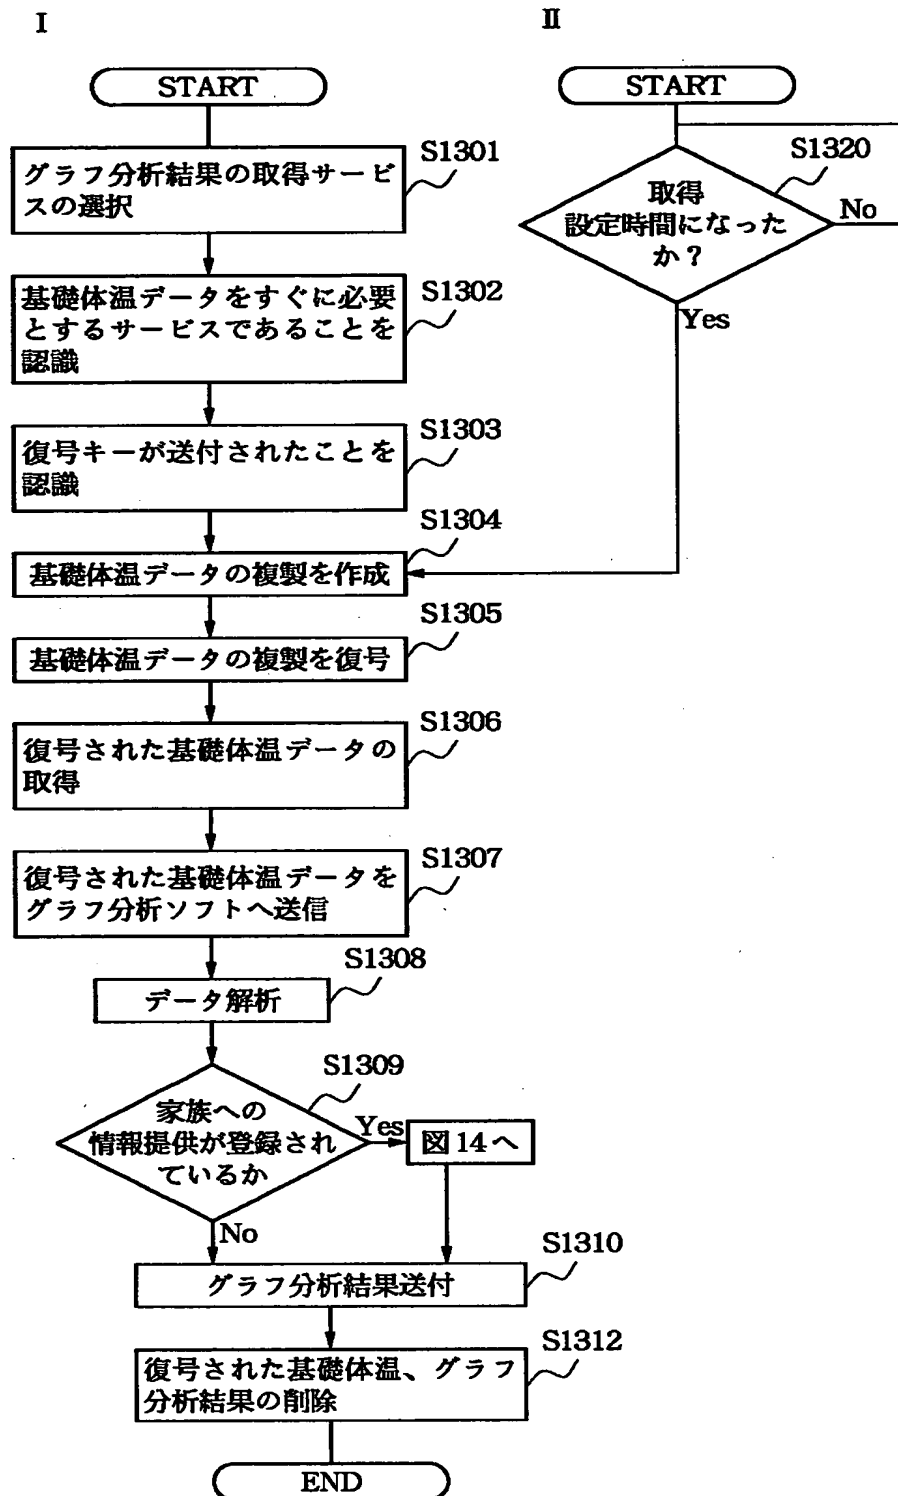 I
II
START
START
S1301
グラフ分析結果の取得サービ
スの選択
S1320
取得
設定時間になった
か？
No
Yes
S1302
基礎体温データをすぐに必要
とするサービスであることを
認識
S1303
復号キーが送付されたことを
認識
S1304
基礎体温データの複製を作成
S1305
基礎体温データの複製を復号
S1306
復号された基礎体温データの
取得
S1307
復号された基礎体温データを
グラフ分析ソフトへ送信
S1308
データ解析
S1309
家族への
情報提供が登録され
ているか
Yes
図14へ
No
S1310
グラフ分析結果送付
S1312
復号された基礎体温、グラフ
分析結果の削除
END